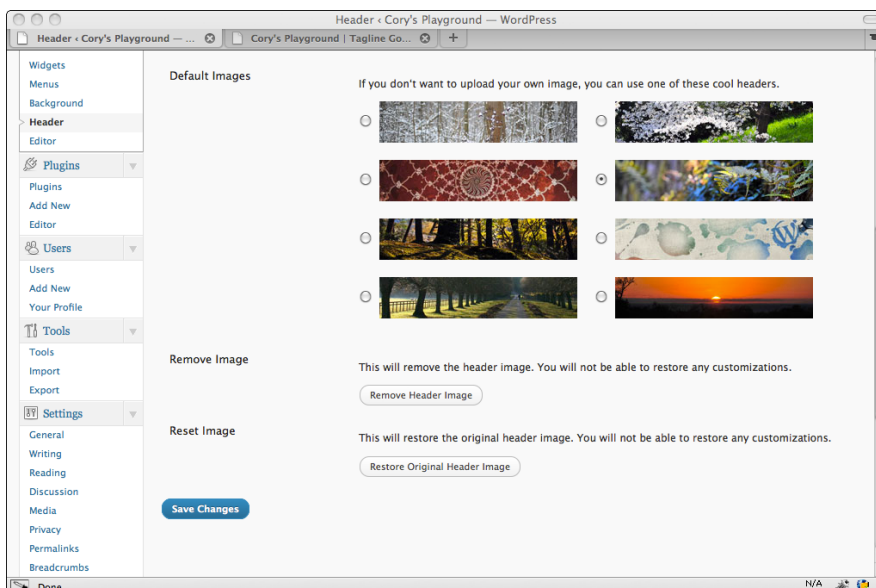 Header ‹ Cory's Playground — WordPress
Header ‹ Cory's Playground — ...
Cory's Playground | Tagline Go...
Widgets
Menus
Background
Header
Editor
Plugins
Plugins
Add New
Editor
Users
Users
Add New
Your Profile
Tools
Tools
Import
Export
Settings
General
Writing
Reading
Discussion
Media
Privacy
Permalinks
Breadcrumbs
Default Images
If you don't want to upload your own image, you can use one of these cool headers.
Remove Image
This will remove the header image. You will not be able to restore any customizations.
Remove Header Image
Reset Image
This will restore the original header image. You will not be able to restore any customizations.
Restore Original Header Image
Save Changes
Done
N/A